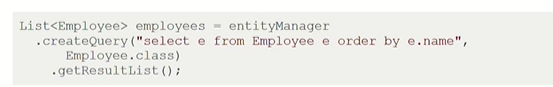 List<Employee> employees = entityManager
.createQuery("select e from Employee e order by e.name",
Employee.class)
.getResultList();